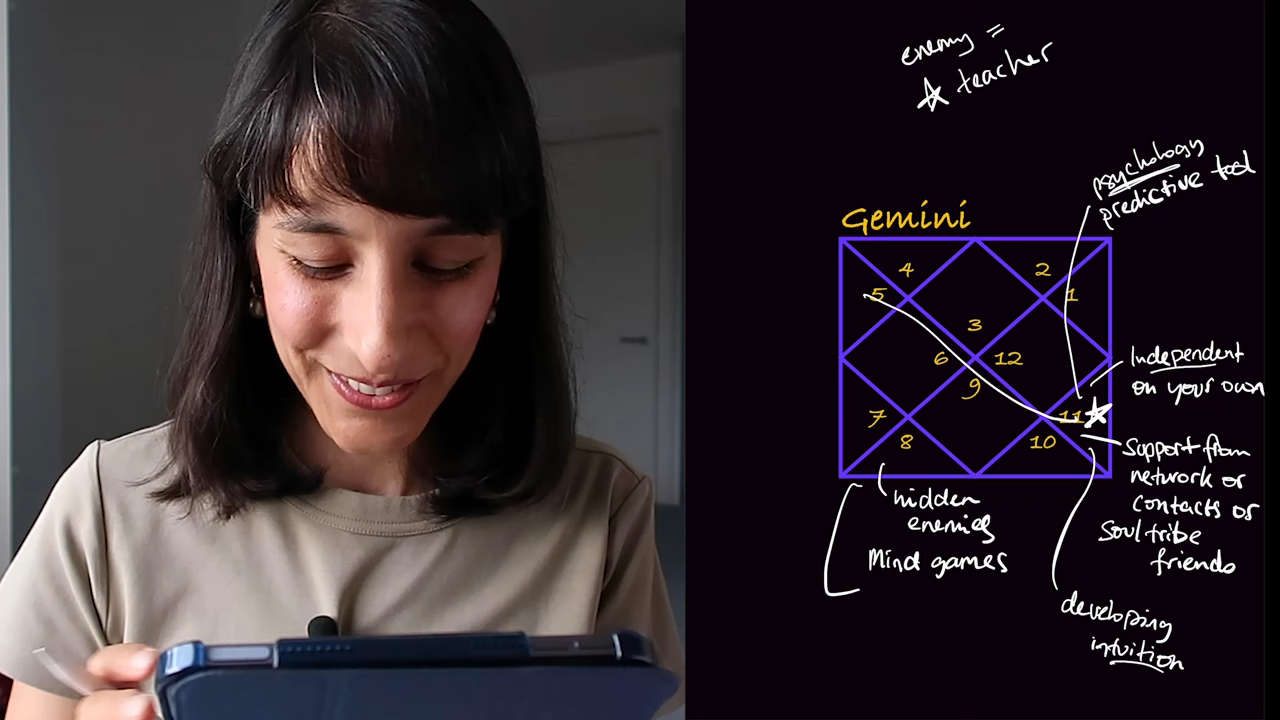 enemy =
☆ teacher
psychology
predictive tool
Gemini
4
2
5
1
3
6
12
9
7
11
8
10
Independent
on your own
Support from
network or
contacts or
Soul tribe
friends
hidden
enemies
Mind games
developing
intuition